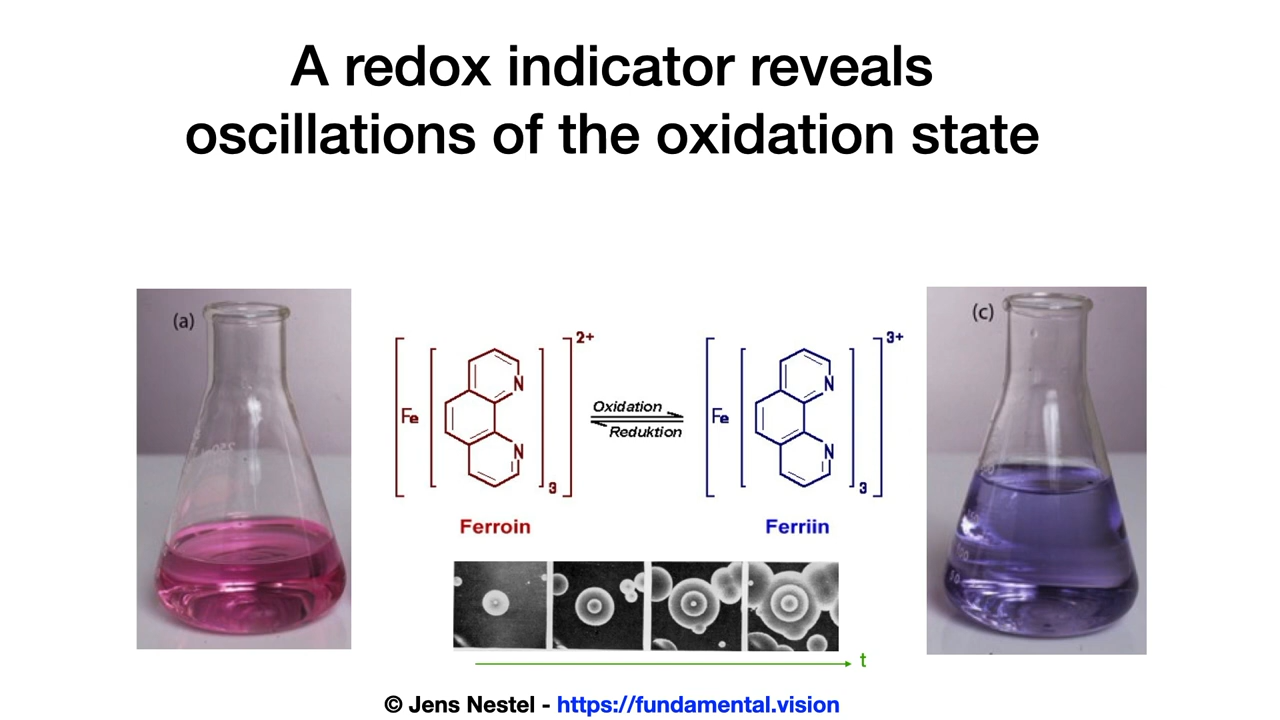 A redox indicator reveals
oscillations of the oxidation state
(a)
(c)
2+
3+
N
N
Fe
Fe
Oxidation
Reduktion
N
N
3
3
Ferroin
Ferriin
t
© Jens Nestel - https://fundamental.vision